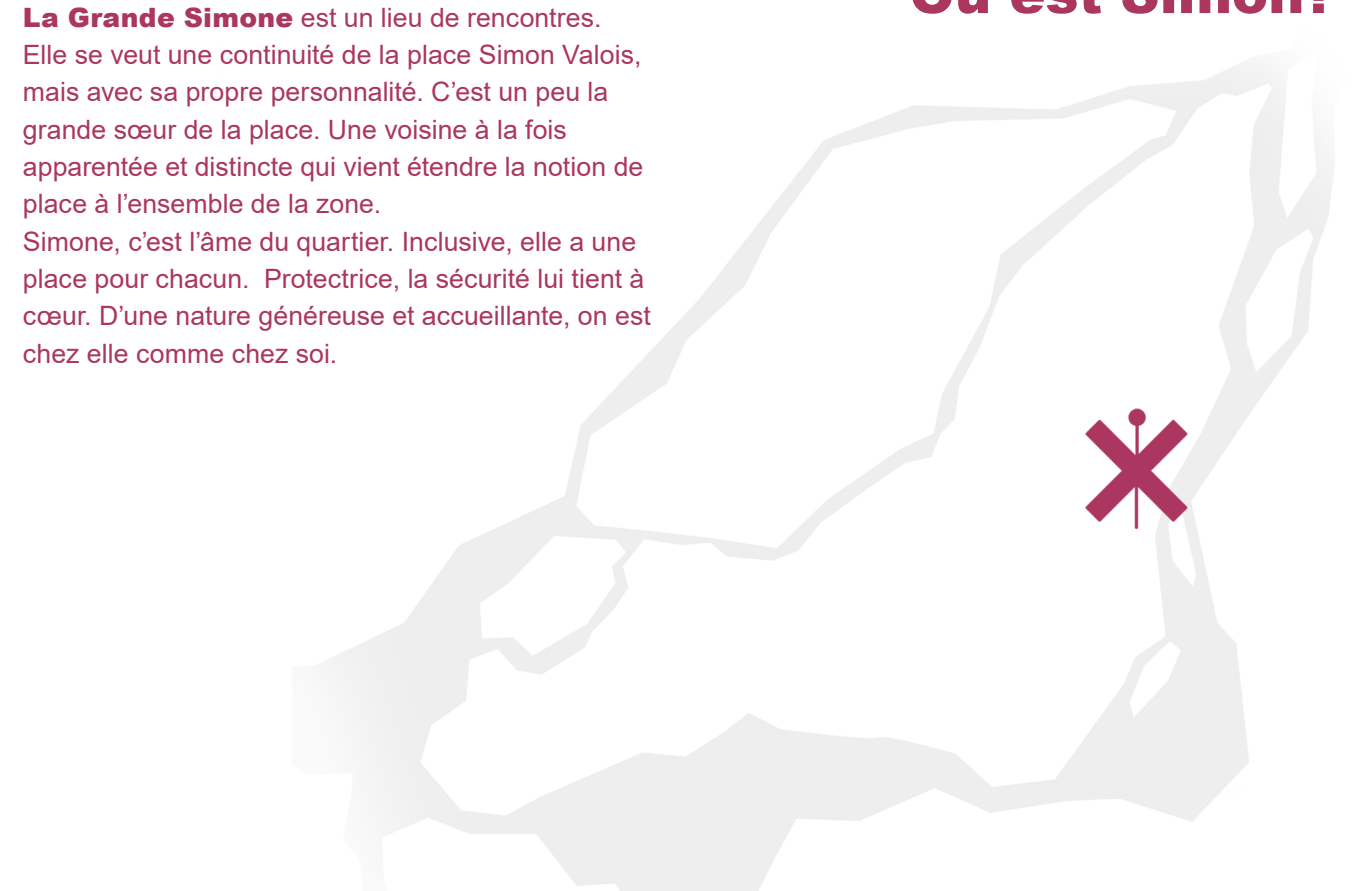 Où est Simon?
La Grande Simone est un lieu de rencontres.
Elle se veut une continuité de la place Simon Valois,
mais avec sa propre personnalité. C’est un peu la
grande sœur de la place. Une voisine à la fois
apparentée et distincte qui vient étendre la notion de
place à l’ensemble de la zone.
Simone, c’est l’âme du quartier. Inclusive, elle a une
place pour chacun.  Protectrice, la sécurité lui tient à
cœur. D’une nature généreuse et accueillante, on est
chez elle comme chez soi.